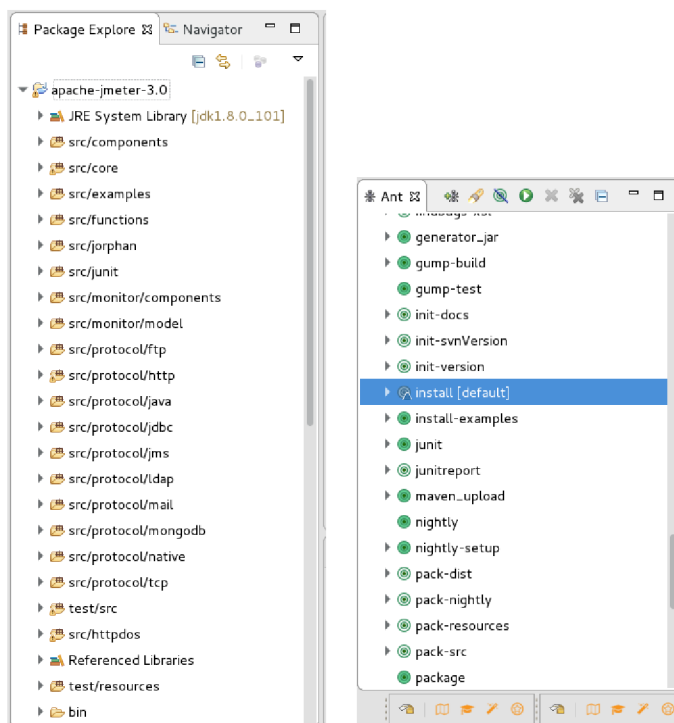 Package Explore
Navigator
apache-jmeter-3.0
JRE System Library [jdk1.8.0_101]
src/components
src/core
src/examples
src/functions
src/jorphan
src/junit
src/monitor/components
src/monitor/model
src/protocol/ftp
src/protocol/http
src/protocol/java
src/protocol/jdbc
src/protocol/jms
src/protocol/ldap
src/protocol/mail
src/protocol/mongodb
src/protocol/native
src/protocol/tcp
test/src
src/httpdos
Referenced Libraries
test/resources
bin
Ant
generator_jar
gump-build
gump-test
init-docs
init-svnVersion
init-version
install [default]
install-examples
junit
junitreport
maven_upload
nightly
nightly-setup
pack-dist
pack-nightly
pack-resources
pack-src
package